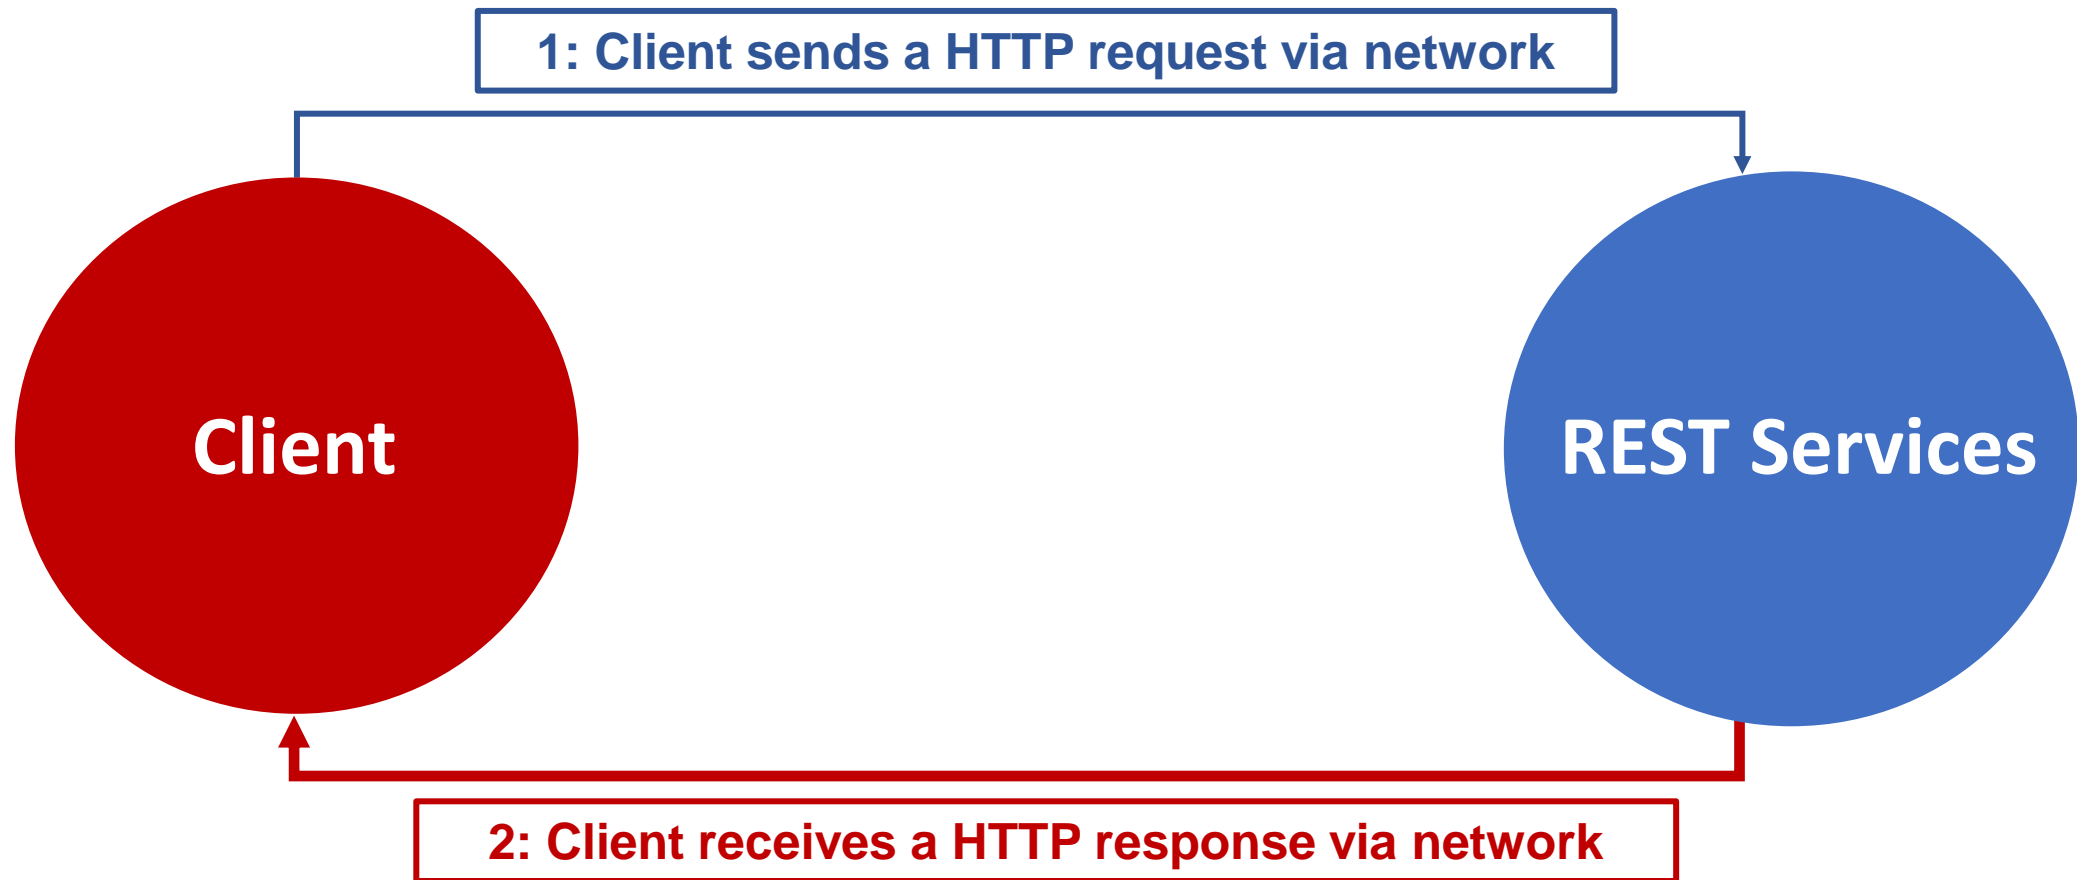 1: Client sends a HTTP request via network
Client
REST Services
2: Client receives a HTTP response via network